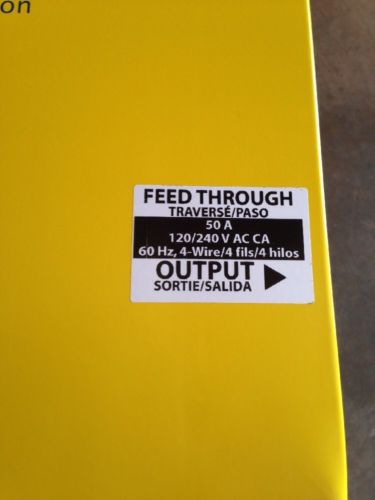 on
FEED THROUGH
TRAVERSÉ/PASO
50 A
120/240 V AC CA
60 Hz, 4-Wire/4 fils/4 hilos
OUTPUT
SORTIE/SALIDA